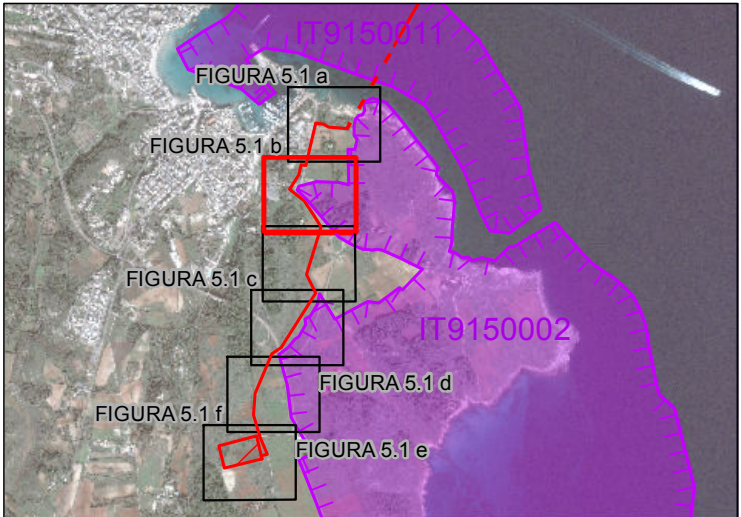 IT9150011
FIGURA 5.1 a
FIGURA 5.1 b
FIGURA 5.1 c
IT9150002
FIGURA 5.1 d
FIGURA 5.1 f
FIGURA 5.1 e